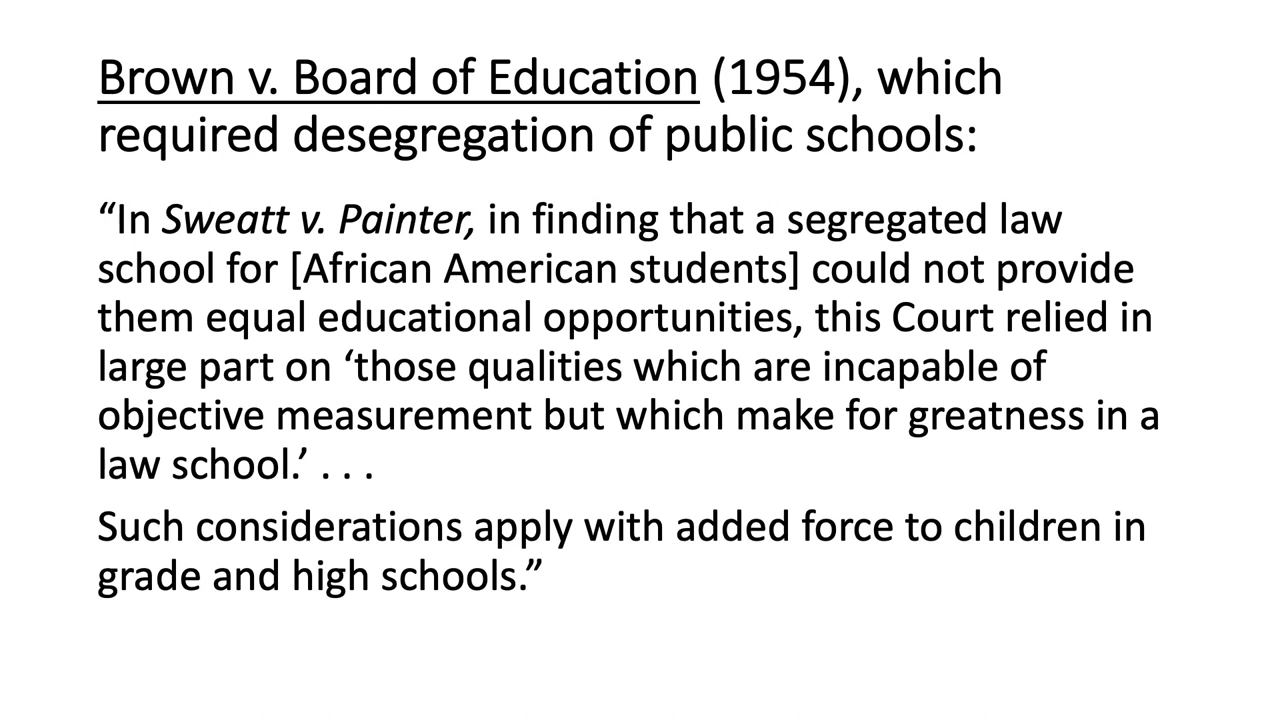 Brown v. Board of Education (1954), which
required desegregation of public schools:
“In Sweatt v. Painter, in finding that a segregated law
school for [African American students] could not provide
them equal educational opportunities, this Court relied in
large part on ‘those qualities which are incapable of
objective measurement but which make for greatness in a
law school.’ . . .
Such considerations apply with added force to children in
grade and high schools.”